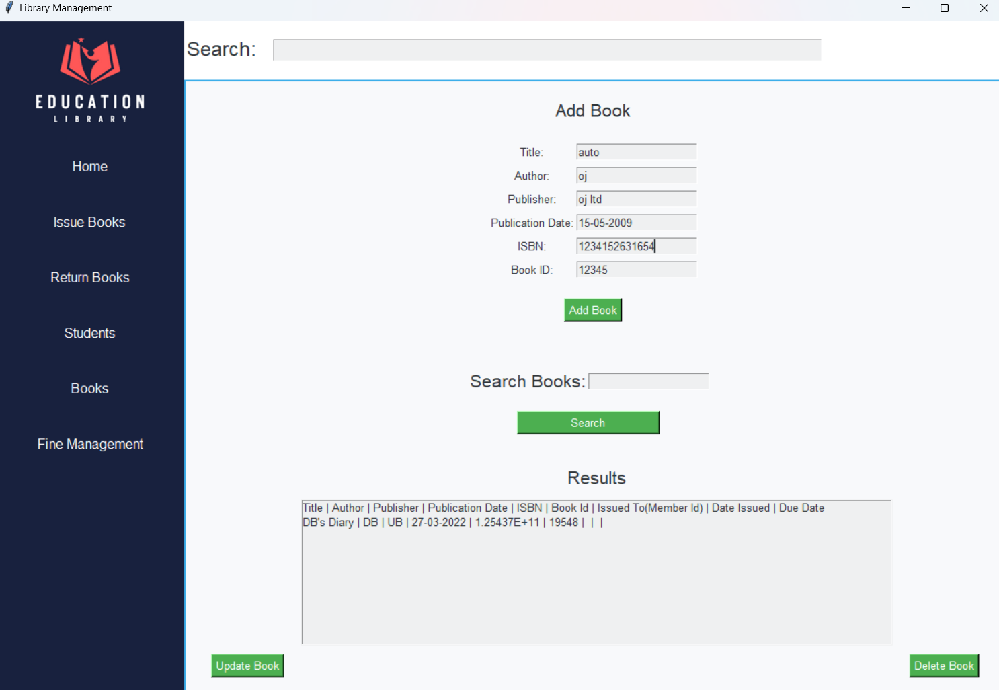 Library Management
EDUCATION
LIBRARY
Home
Issue Books
Return Books
Students
Books
Fine Management
Search:
Add Book
Title: auto
Author: oj
Publisher: oj ltd
Publication Date: 15-05-2009
ISBN: 1234152631654
Book ID: 12345
Add Book
Search Books:
Search
Results
Title | Author | Publisher | Publication Date | ISBN | Book Id | Issued To(Member Id) | Date Issued | Due Date
DB's Diary | DB | UB | 27-03-2022 | 1.25437E+11 | 19548 | | |
Update Book
Delete Book